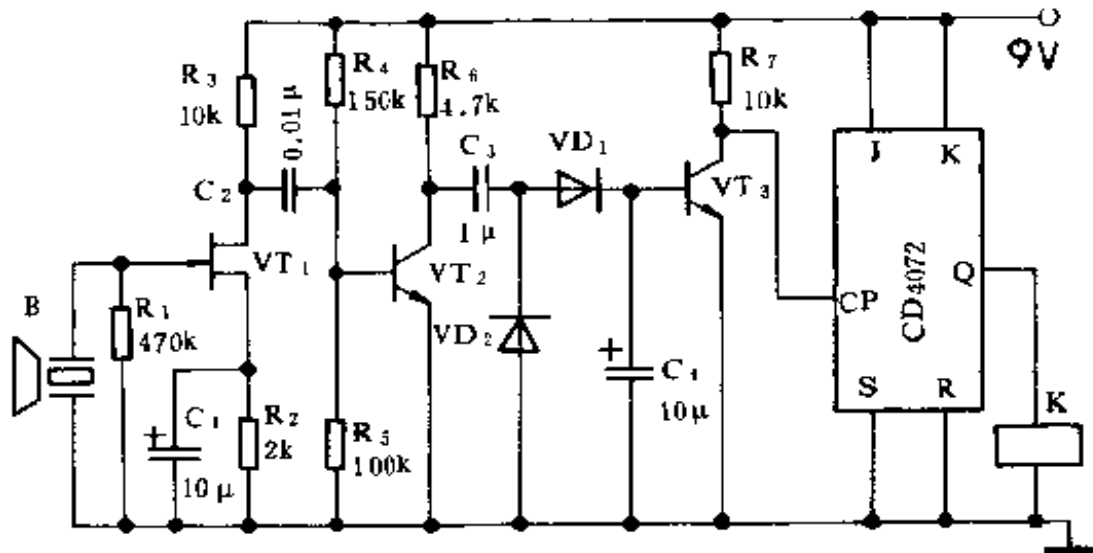 9V
R3
10k
R4
150k
R6
4.7k
R7
10k
0.01μ
C2
C3
1μ
VD1
VT3
J
K
VT1
VT2
B
R1
470k
VD2
CP
CD4072
Q
C1
10μ
R2
2k
R5
100k
10μ
S
R
K